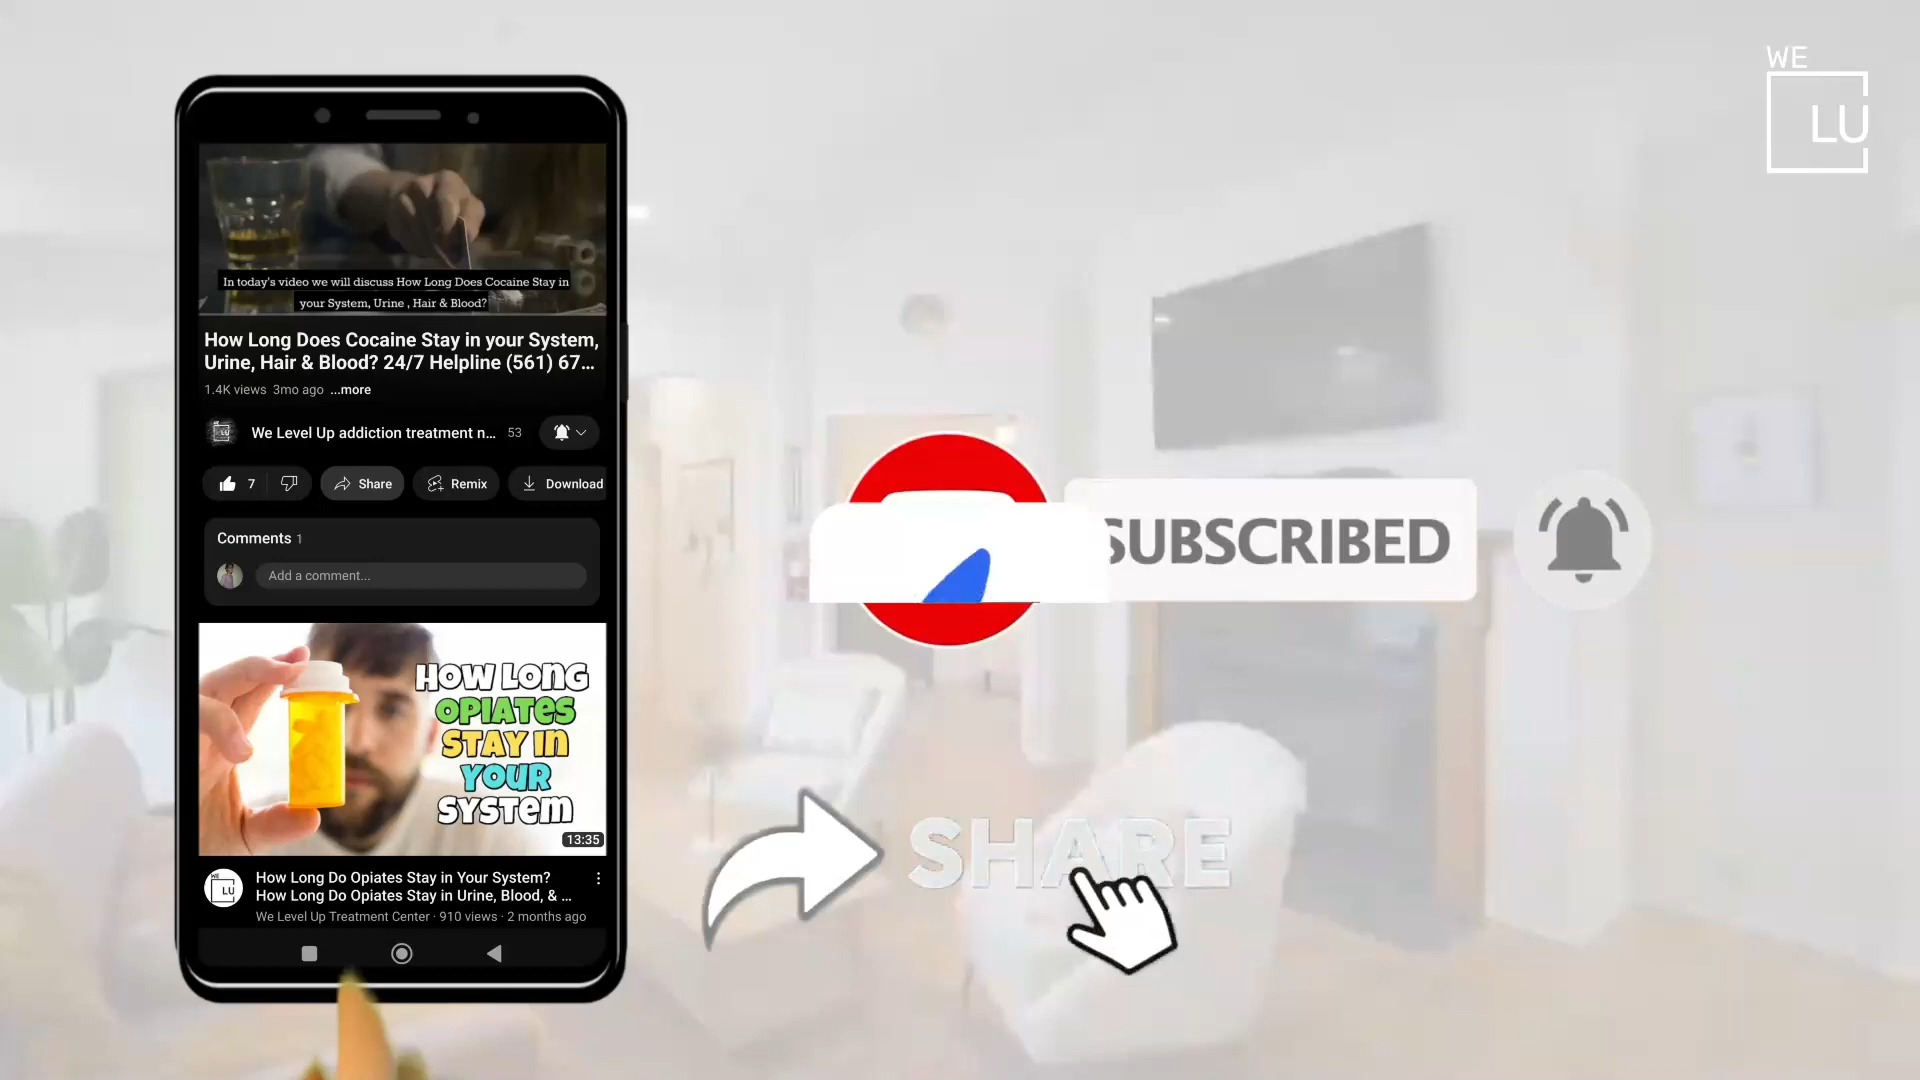 WE
LU
In today's video we will discuss How Long Does Cocaine Stay in
your System, Urine , Hair & Blood?
How Long Does Cocaine Stay in your System,
Urine, Hair & Blood? 24/7 Helpline (561) 67...
1.4K views 3mo ago ...more
We Level Up addiction treatment n... 53
7 Share Remix Download
Comments 1
Add a comment...
HOW LONG
OPIATES
STAY IN
YOUR
SYSTEM
13:35
WE
LU
How Long Do Opiates Stay in Your System?
How Long Do Opiates Stay in Urine, Blood, & ...
We Level Up Treatment Center · 910 views · 2 months ago
SUBSCRIBED
SHARE